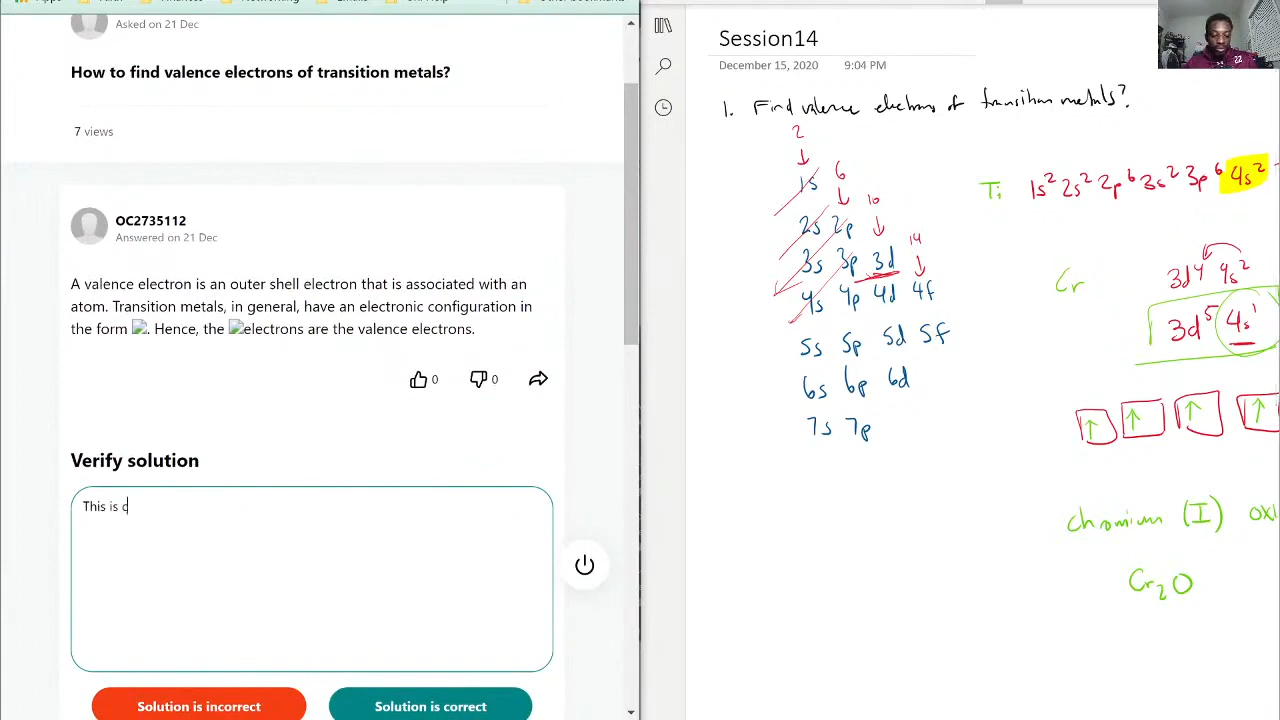 Asked on 21 Dec
How to find valence electrons of transition metals?
7 views
OC2735112
Answered on 21 Dec
A valence electron is an outer shell electron that is associated with an
atom. Transition metals, in general, have an electronic configuration in
the form . Hence, the electrons are the valence electrons.
0 0
Verify solution
This is c
Solution is incorrect Solution is correct
Session14
December 15, 2020 9:04 PM
1. Find valence electrons of transition metals?
2
1s
6
2s 2p
10
3s 3p 3d
14
4s 4p 4d 4f
5s 5p 5d 5f
6s 6p 6d
7s 7p
Ti 1s² 2s² 2p⁶ 3s² 3p⁶ 4s²
Cr 3d⁴ 4s²
3d⁵ 4s¹
↑ ↑ ↑ ↑
chromium (I)
Cr₂O
22